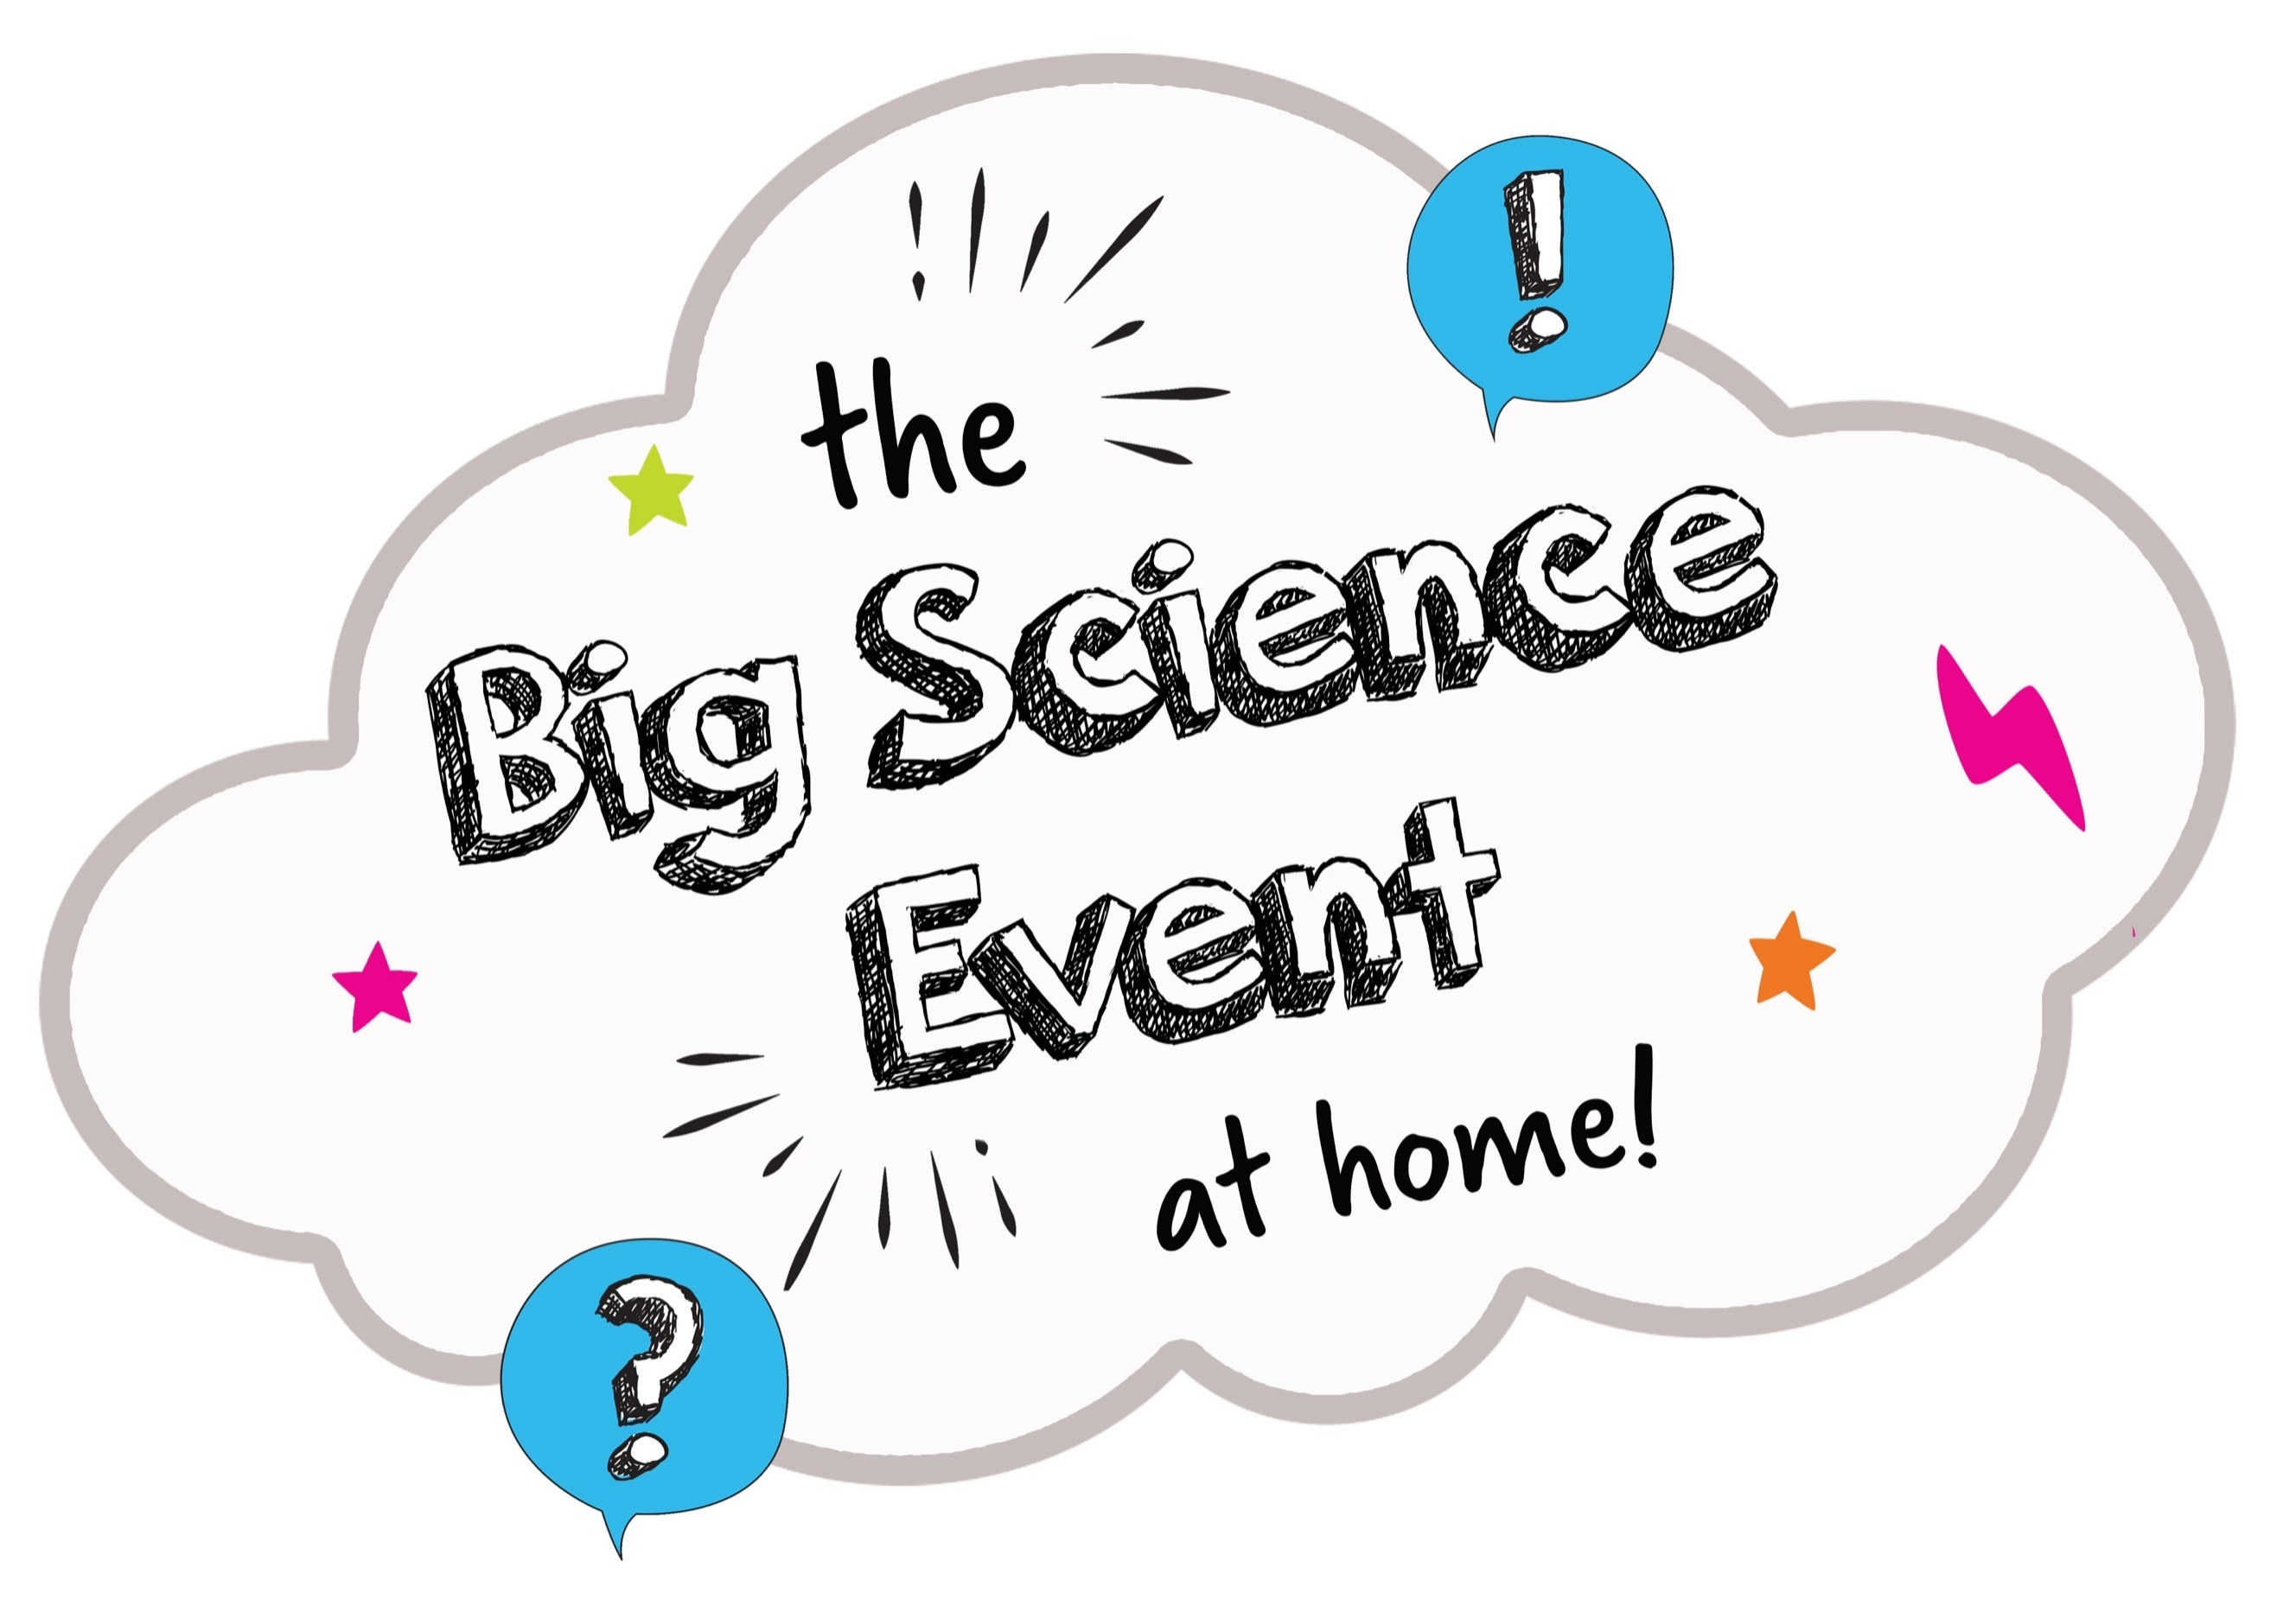 !
the
Big Science
Event
at home!
?